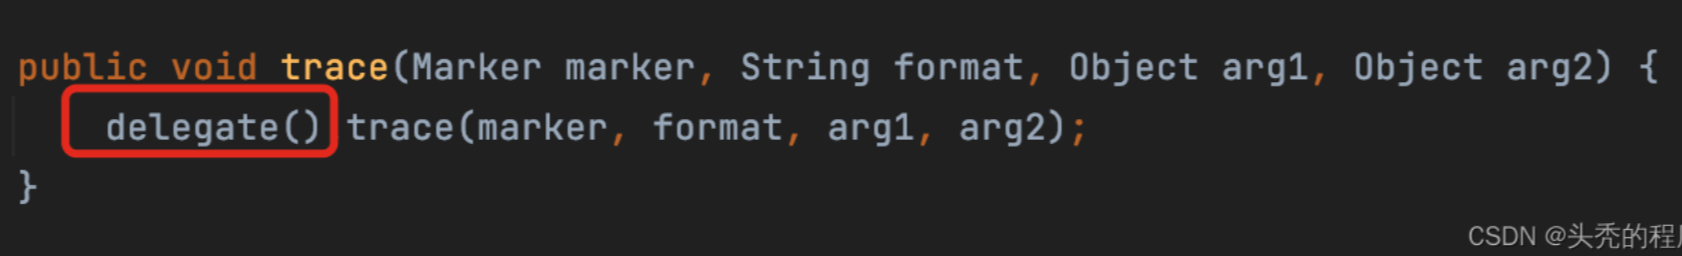 public void trace(Marker marker, String format, Object arg1, Object arg2) {
delegate() trace(marker, format, arg1, arg2);
}
CSDN @头秃的程